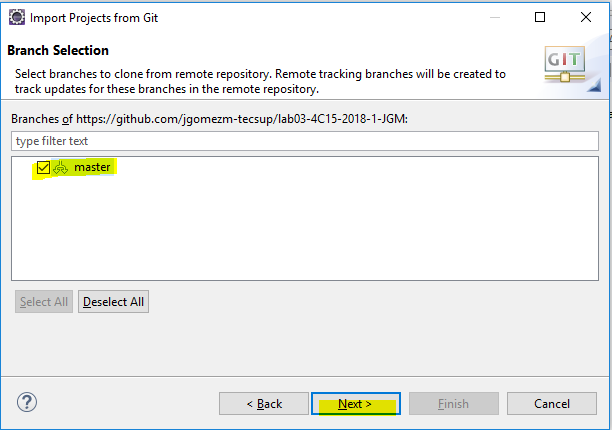 Import Projects from Git
Branch Selection
GIT
Select branches to clone from remote repository. Remote tracking branches will be created to
track updates for these branches in the remote repository.
Branches of https://github.com/jgomezm-tecsup/lab03-4C15-2018-1-JGM:
type filter text
master
Select All
Deselect All
?
< Back
Next >
Finish
Cancel